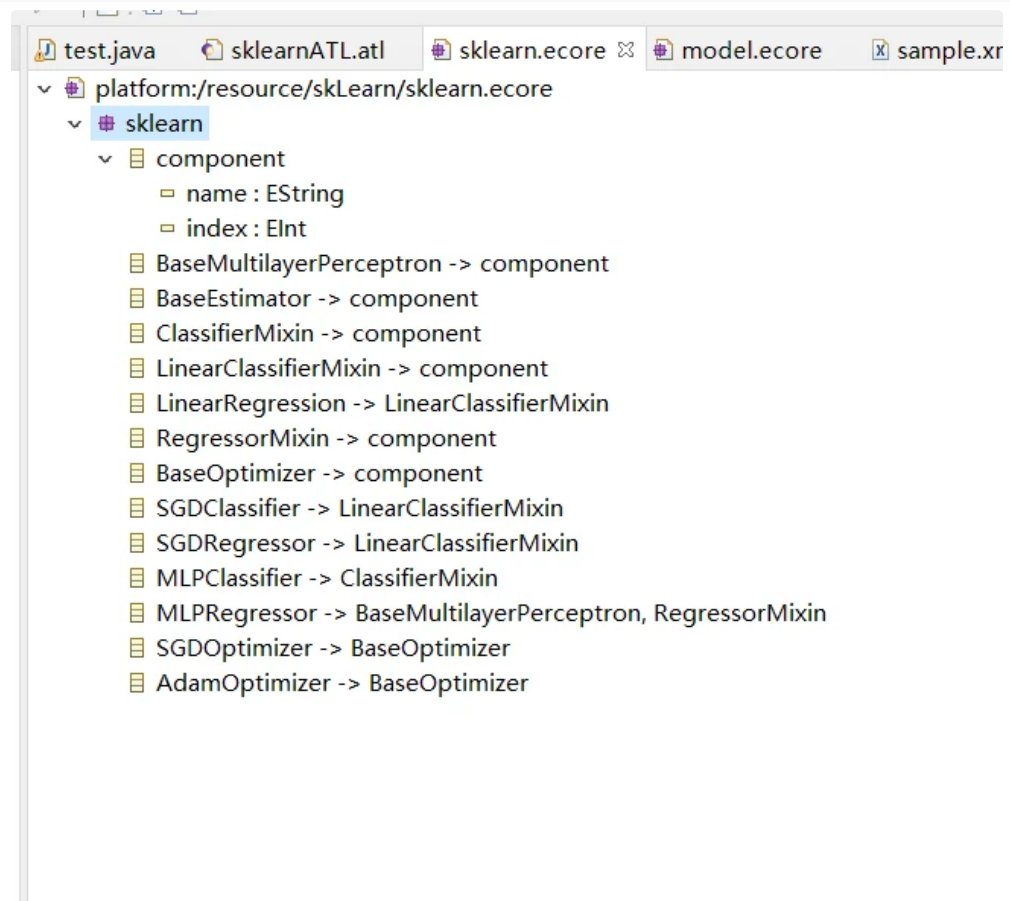 test.java sklearnATL.atl sklearn.ecore model.ecore sample.xm
platform:/resource/skLearn/sklearn.ecore
sklearn
component
name : EString
index : EInt
BaseMultilayerPerceptron -> component
BaseEstimator -> component
ClassifierMixin -> component
LinearClassifierMixin -> component
LinearRegression -> LinearClassifierMixin
RegressorMixin -> component
BaseOptimizer -> component
SGDClassifier -> LinearClassifierMixin
SGDRegressor -> LinearClassifierMixin
MLPClassifier -> ClassifierMixin
MLPRegressor -> BaseMultilayerPerceptron, RegressorMixin
SGDOptimizer -> BaseOptimizer
AdamOptimizer -> BaseOptimizer